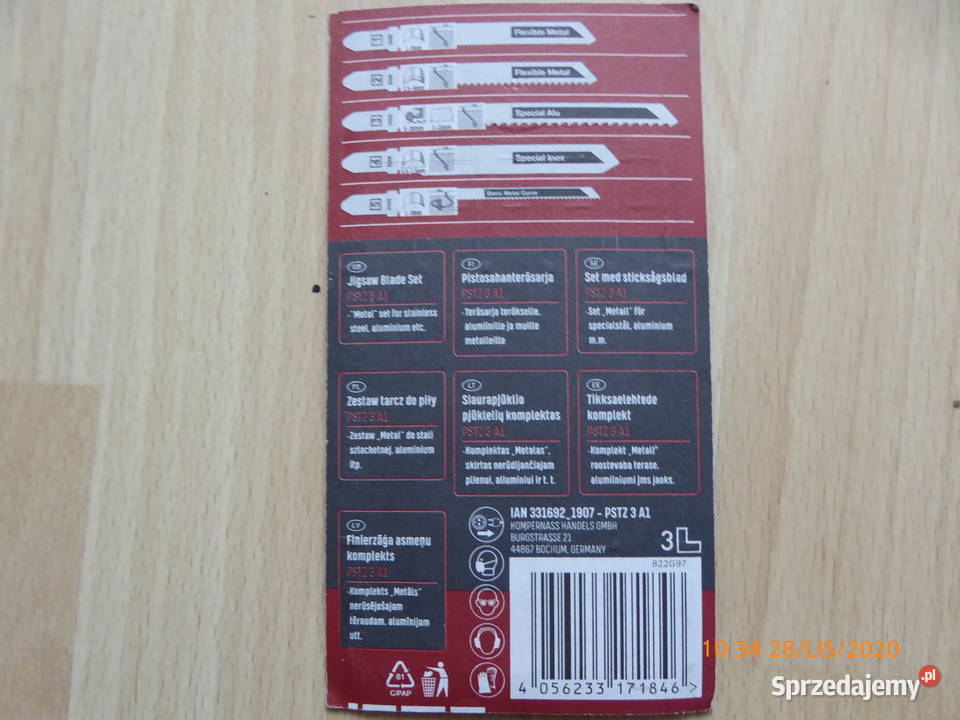 Flexible Metal
Flexible Metal
Special Alu
Special Inox
Basic Metal Curve
GB
Jigsaw Blade Set
PSTZ 3 A1
-"Metal" set for stainless
steel, aluminium etc.
FI
Pistosahanteräsarja
PSTZ 3 A1
-Teräsarja teräkselle,
alumiinille ja muille
metalleille
SE
Set med sticksågsblad
PSTZ 3 A1
-Set „Metall" för
specialstål, aluminium
m.m.
PL
Zestaw tarcz do piły
PSTZ 3 A1
-Zestaw „Metal" do stali
szlachetnej, aluminium
itp.
LT
Siaurapjūklio
pjūklelių komplektas
PSTZ 3 A1
-Komplektas „Metalas",
skirtas nerūdijančiajam
plienui, aliuminiui ir t. t.
EE
Tikksaelehtede
komplekt
PSTZ 3 A1
-Komplekt „Metall"
roostevaba terase,
alumiiniumi jms jaoks.
LV
Finierzāģa asmeņu
komplekts
PSTZ 3 A1
-Komplekts „Metāls"
nerūsējošajam
tēraudam, alumīnijam
utt.
IAN 331692_1907 - PSTZ 3 A1
KOMPERNASS HANDELS GMBH
BURGSTRASSE 21
44867 BOCHUM, GERMANY
3
822G97
4 056233 171846 >
81
C/PAP
10:34 28/LIS/2020
Sprzedajemy.pl